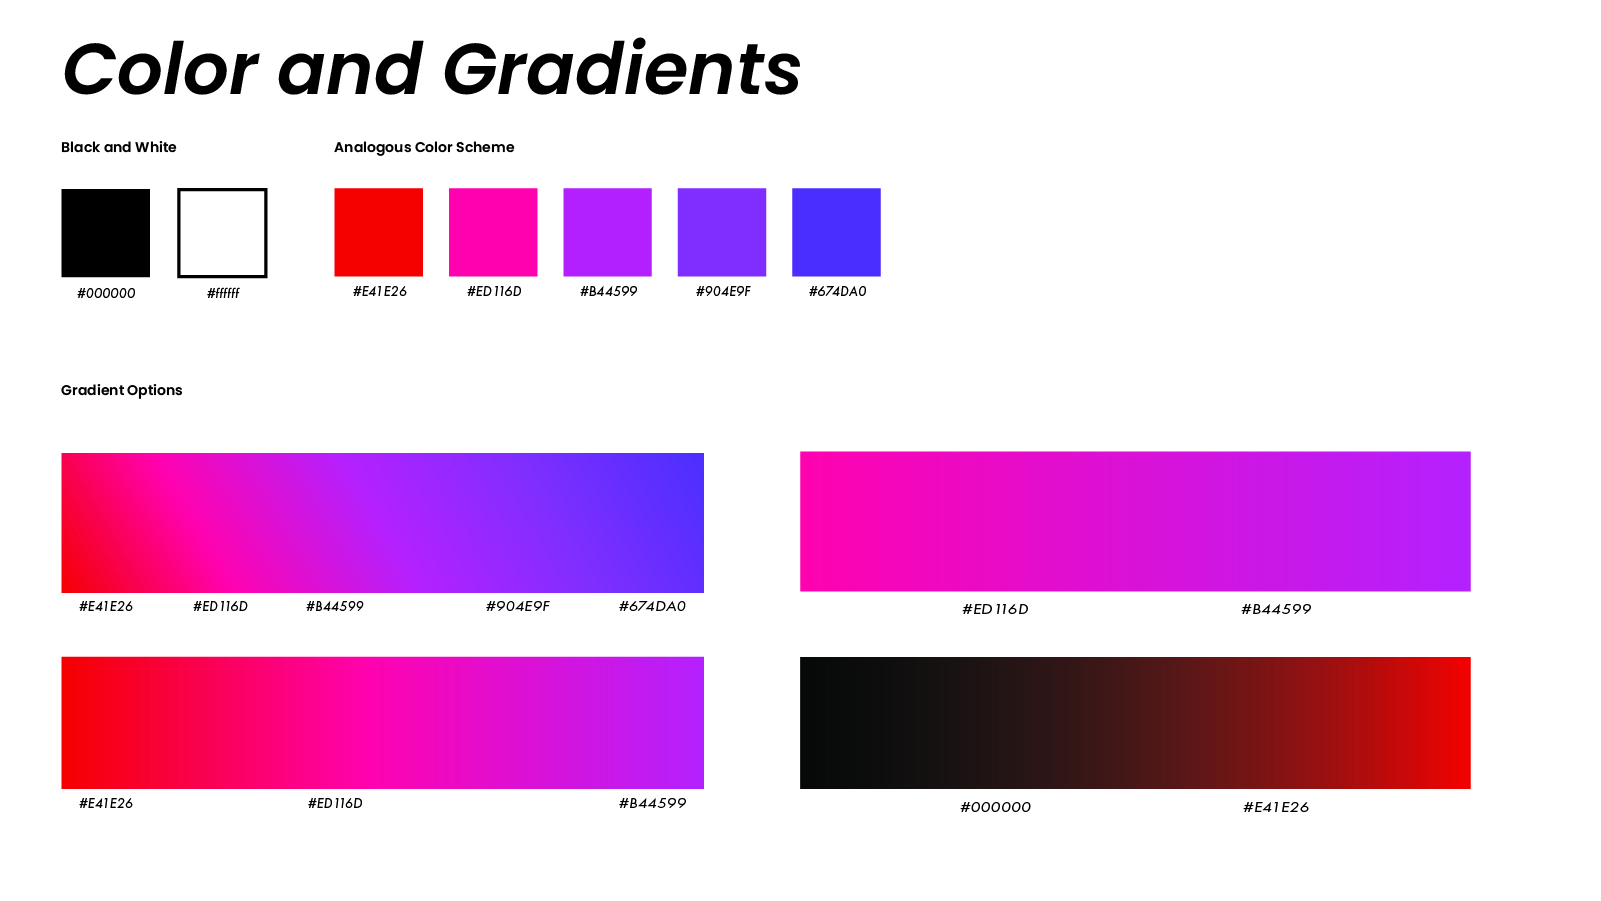 Color and Gradients
Black and White
Analogous Color Scheme
#000000 #ffffff
#E41E26 #ED116D #B44599 #904E9F #674DA0
Gradient Options
#E41E26 #ED116D #B44599 #904E9F #674DA0
#ED116D #B44599
#E41E26 #ED116D #B44599
#000000 #E41E26